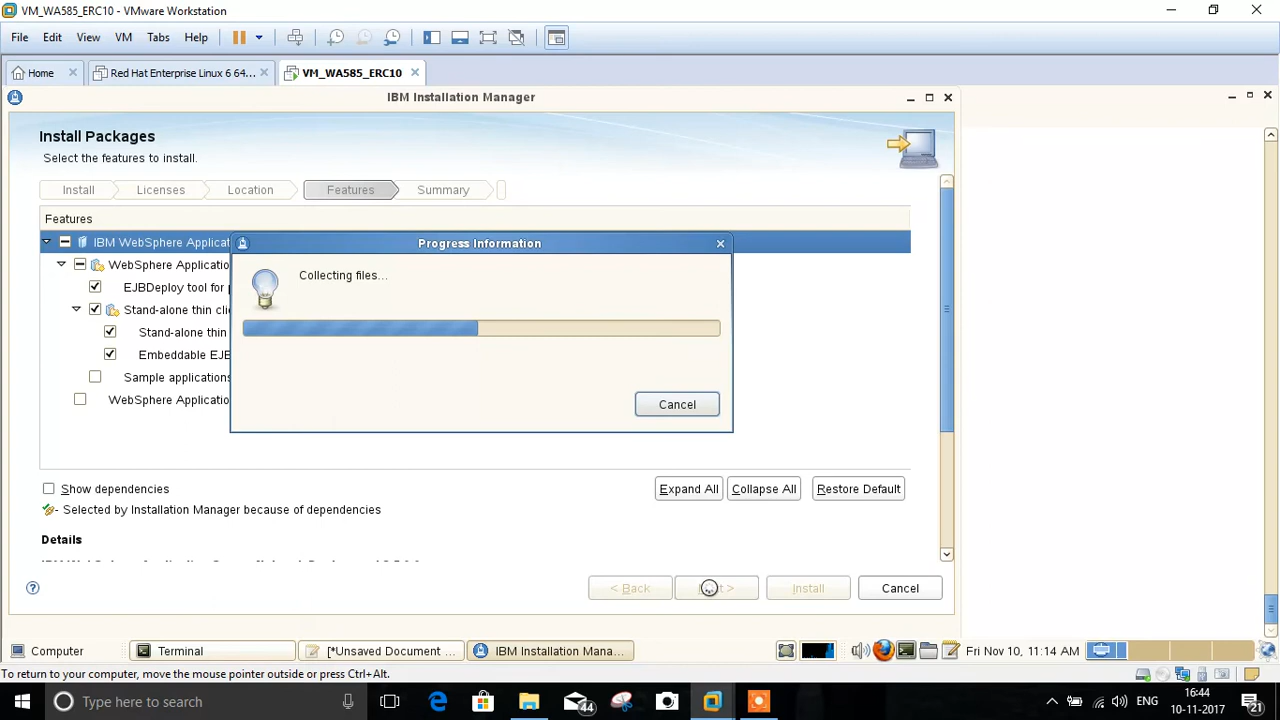 VM_WA585_ERC10 - VMware Workstation
File Edit View VM Tabs Help
Home Red Hat Enterprise Linux 6 64... VM_WA585_ERC10
IBM Installation Manager
Install Packages
Select the features to install.
Install Licenses Location Features Summary
Features
IBM WebSphere Applicat
Progress Information
WebSphere Application
Collecting files...
EJBDeploy tool for p
Stand-alone thin clie
Stand-alone thin
Embeddable EJB
Sample applications
WebSphere Application
Cancel
Show dependencies Expand All Collapse All Restore Default
- Selected by Installation Manager because of dependencies
Details
< Back > Install Cancel
Computer Terminal [*Unsaved Document ... IBM Installation Mana... Fri Nov 10, 11:14 AM
To return to your computer, move the mouse pointer outside or press Ctrl+Alt.
Type here to search 44 ENG 16:44
10-11-2017 21